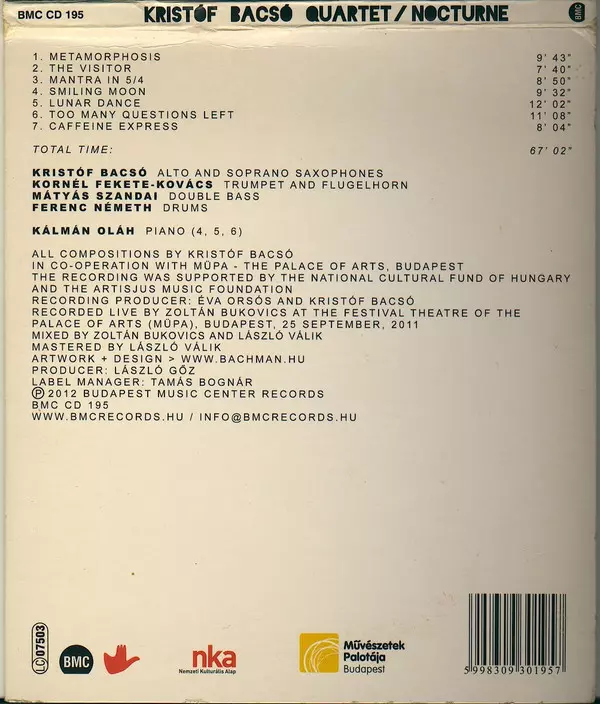 BMC CD 195 KRISTÓF BACSÓ QUARTET / NOCTURNE BMC
1. METAMORPHOSIS 9' 43"
2. THE VISITOR 7' 40"
3. MANTRA IN 5/4 8' 50"
4. SMILING MOON 9' 32"
5. LUNAR DANCE 12' 02"
6. TOO MANY QUESTIONS LEFT 11' 08"
7. CAFFEINE EXPRESS 8' 04"
TOTAL TIME: 67' 02"
KRISTÓF BACSÓ ALTO AND SOPRANO SAXOPHONES
KORNÉL FEKETE-KOVÁCS TRUMPET AND FLUGELHORN
MÁTYÁS SZANDAI DOUBLE BASS
FERENC NÉMETH DRUMS
KÁLMÁN OLÁH PIANO (4, 5, 6)
ALL COMPOSITIONS BY KRISTÓF BACSÓ
IN CO-OPERATION WITH MÜPA - THE PALACE OF ARTS, BUDAPEST
THE RECORDING WAS SUPPORTED BY THE NATIONAL CULTURAL FUND OF HUNGARY
AND THE ARTISJUS MUSIC FOUNDATION
RECORDING PRODUCER: ÉVA ORSÓS AND KRISTÓF BACSÓ
RECORDED LIVE BY ZOLTÁN BUKOVICS AT THE FESTIVAL THEATRE OF THE
PALACE OF ARTS (MÜPA), BUDAPEST, 25 SEPTEMBER, 2011
MIXED BY ZOLTÁN BUKOVICS AND LÁSZLÓ VÁLIK
MASTERED BY LÁSZLÓ VÁLIK
ARTWORK + DESIGN > WWW.BACHMAN.HU
PRODUCER: LÁSZLÓ GŐZ
LABEL MANAGER: TAMÁS BOGNÁR
Ⓟ 2012 BUDAPEST MUSIC CENTER RECORDS
BMC CD 195
WWW.BMCRECORDS.HU / INFO@BMCRECORDS.HU
LC 07503
BMC
nka
Nemzeti Kulturális Alap
Művészetek
Palotája
Budapest
5 998309 301957